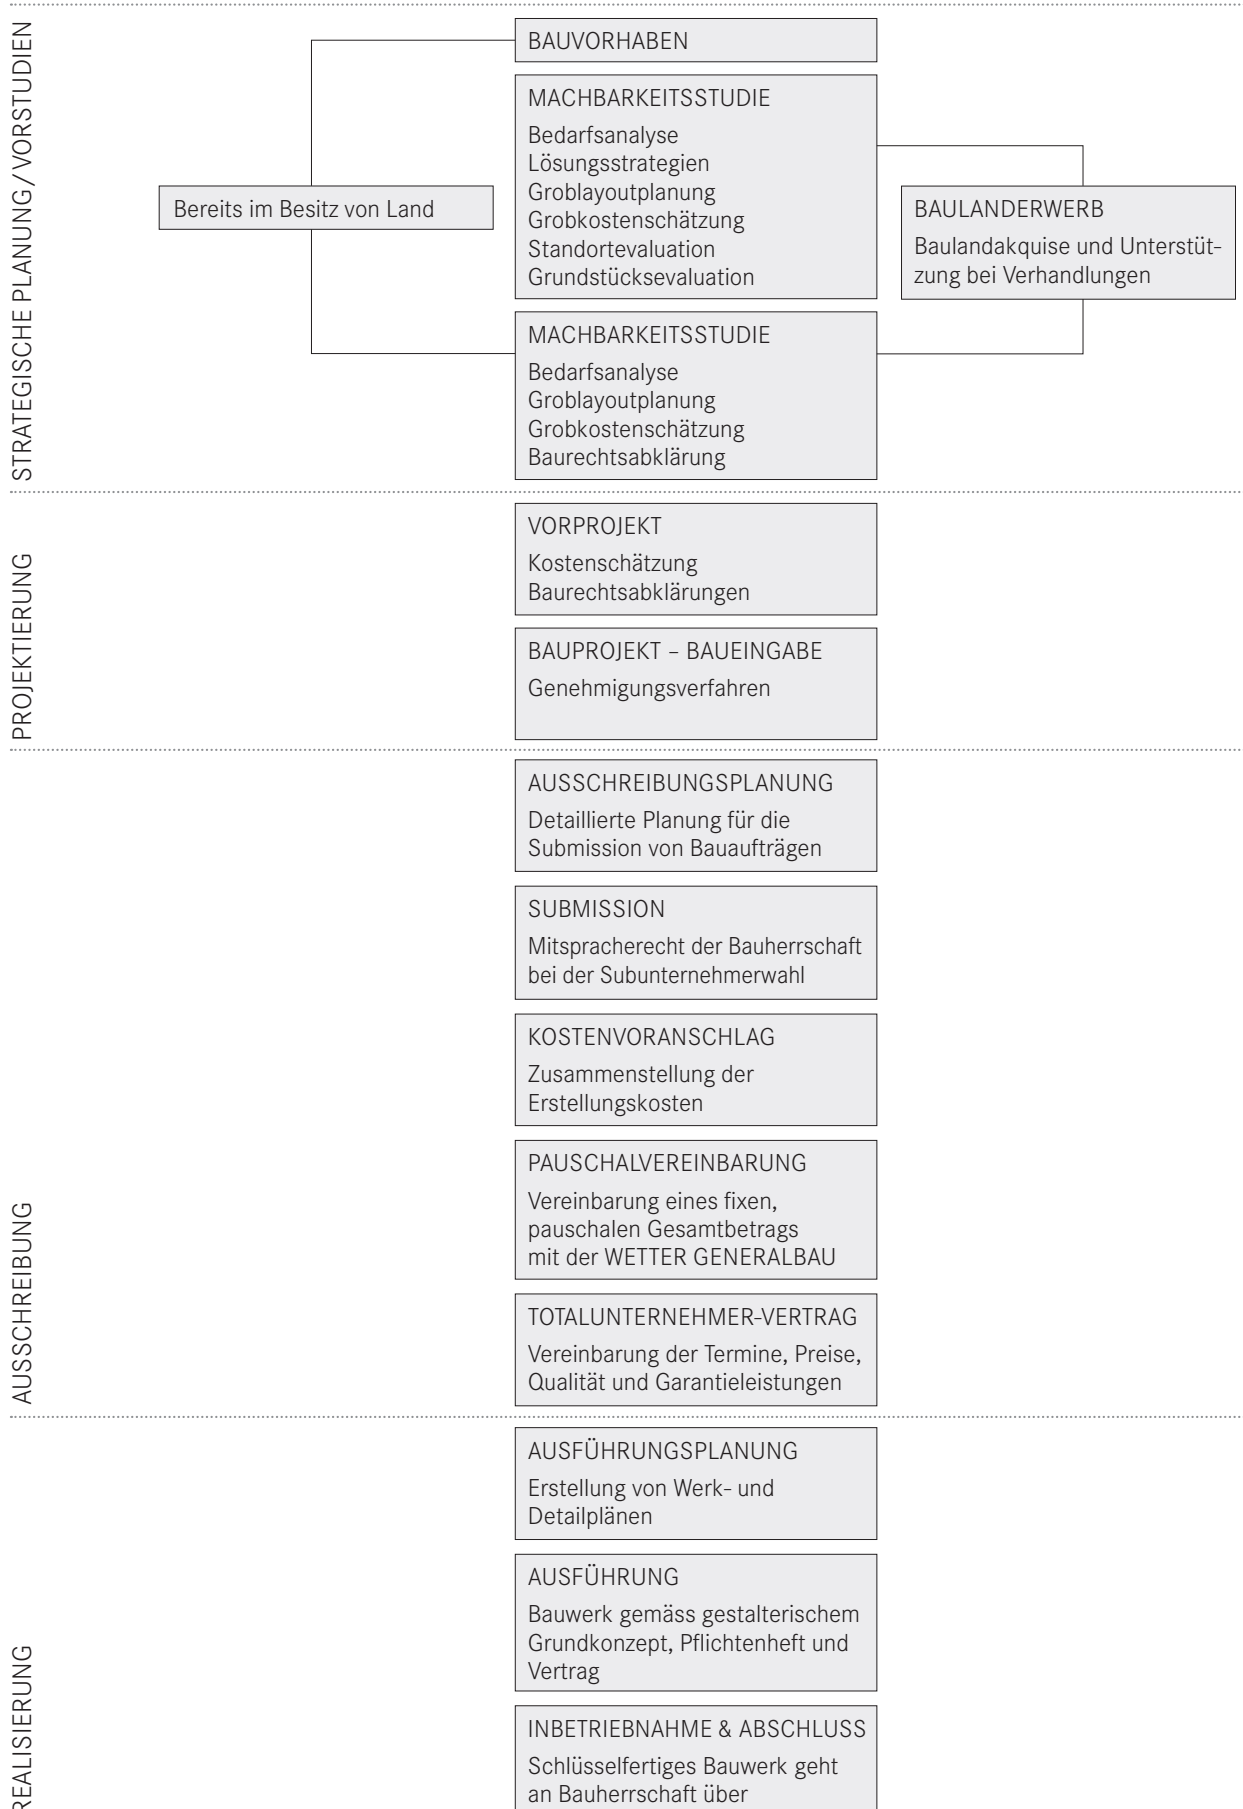 STRATEGISCHE PLANUNG / VORSTUDIEN
BAUVORHABEN
MACHBARKEITSSTUDIE
Bedarfsanalyse
Lösungsstrategien
Groblayoutplanung
Grobkostenschätzung
Standortevaluation
Grundstücksevaluation
Bereits im Besitz von Land
BAULANDERWERB
Baulandakquise und Unterstüt-
zung bei Verhandlungen
MACHBARKEITSSTUDIE
Bedarfsanalyse
Groblayoutplanung
Grobkostenschätzung
Baurechtsabklärung
PROJEKTIERUNG
VORPROJEKT
Kostenschätzung
Baurechtsabklärungen
BAUPROJEKT – BAUEINGABE
Genehmigungsverfahren
AUSSCHREIBUNG
AUSSCHREIBUNGSPLANUNG
Detaillierte Planung für die
Submission von Bauaufträgen
SUBMISSION
Mitspracherecht der Bauherrschaft
bei der Subunternehmerwahl
KOSTENVORANSCHLAG
Zusammenstellung der
Erstellungskosten
PAUSCHALVEREINBARUNG
Vereinbarung eines fixen,
pauschalen Gesamtbetrags
mit der WETTER GENERALBAU
TOTALUNTERNEHMER-VERTRAG
Vereinbarung der Termine, Preise,
Qualität und Garantieleistungen
REALISIERUNG
AUSFÜHRUNGSPLANUNG
Erstellung von Werk- und
Detailplänen
AUSFÜHRUNG
Bauwerk gemäss gestalterischem
Grundkonzept, Pflichtenheft und
Vertrag
INBETRIEBNAHME & ABSCHLUSS
Schlüsselfertiges Bauwerk geht
an Bauherrschaft über